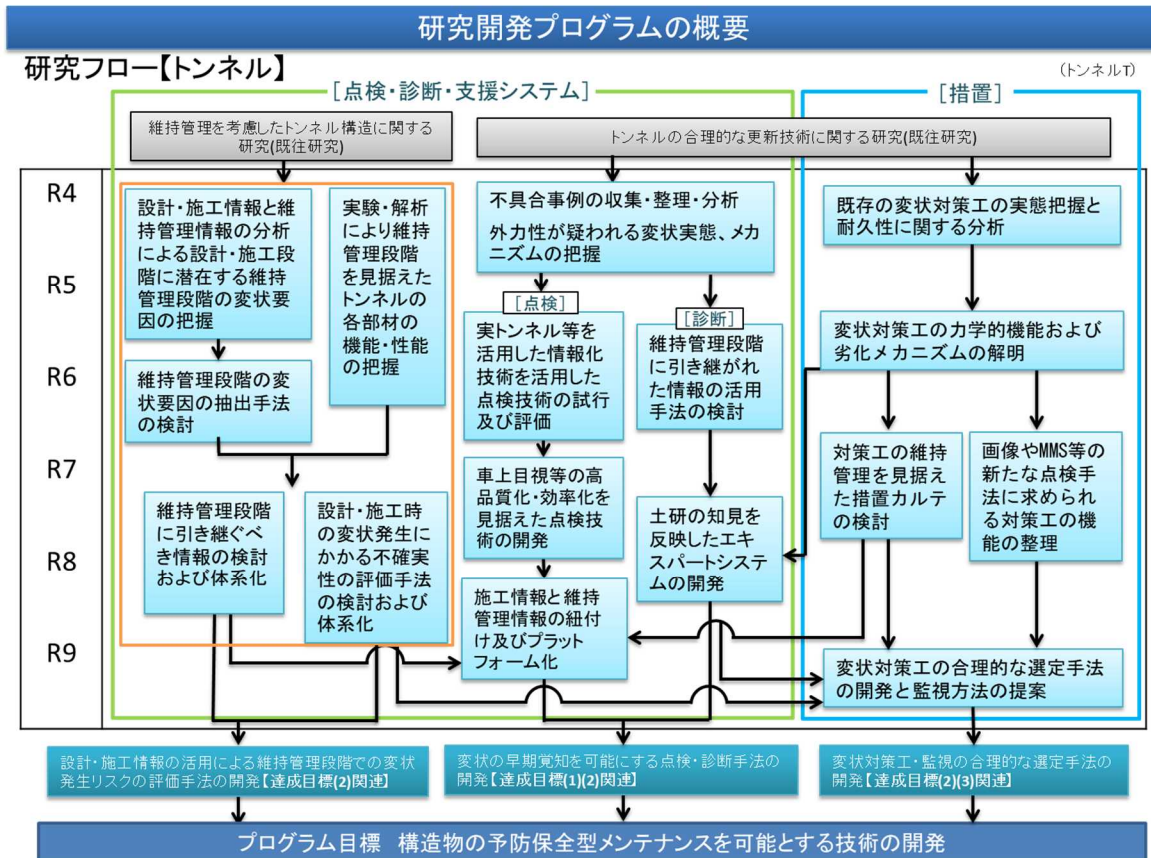 研究開発プログラムの概要
研究フロー【トンネル】
(トンネルT)
[点検・診断・支援システム]
[措置]
維持管理を考慮したトンネル構造に関する
研究(既往研究)
トンネルの合理的な更新技術に関する研究(既往研究)
R4
R5
R6
R7
R8
R9
設計・施工情報と維
持管理情報の分析
による設計・施工段
階に潜在する維持
管理段階の変状要
因の把握
実験・解析
により維持
管理段階
を見据えた
トンネルの
各部材の
機能・性能
の把握
維持管理段階の変
状要因の抽出手法
の検討
維持管理段階
に引き継ぐべ
き情報の検討
および体系化
設計・施工時
の変状発生に
かかる不確実
性の評価手法
の検討および
体系化
不具合事例の収集・整理・分析
外力性が疑われる変状実態、メカ
ニズムの把握
[点検]
実トンネル等を
活用した情報化
技術を活用した
点検技術の試行
及び評価
車上目視等の高
品質化・効率化を
見据えた点検技
術の開発
施工情報と維持
管理情報の紐付
け及びプラット
フォーム化
[診断]
維持管理段階
に引き継がれ
た情報の活用
手法の検討
土研の知見を
反映したエキ
スパートシステ
ムの開発
既存の変状対策工の実態把握と
耐久性に関する分析
変状対策工の力学的機能および
劣化メカニズムの解明
対策工の維持
管理を見据え
た措置カルテ
の検討
画像やMMS等の
新たな点検手
法に求められ
る対策工の機
能の整理
変状対策工の合理的な選定手法
の開発と監視方法の提案
設計・施工情報の活用による維持管理段階での変状
発生リスクの評価手法の開発【達成目標(2)関連】
変状の早期覚知を可能にする点検・診断手法の
開発【達成目標(1)(2)関連】
変状対策工・監視の合理的な選定手法の
開発【達成目標(2)(3)関連】
プログラム目標 構造物の予防保全型メンテナンスを可能とする技術の開発